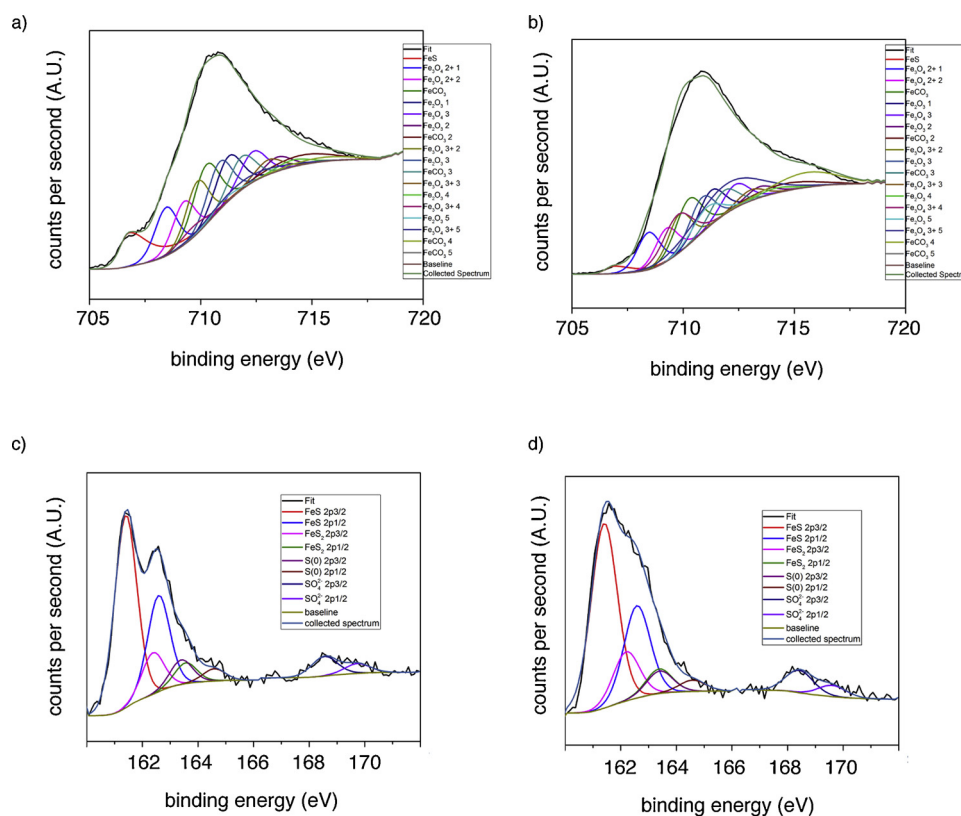 a)
counts per second (A.U.)
Fit
FeS
Fe₃O₄ 2+ 1
Fe₃O₄ 2+ 2
FeCO₃
Fe₂O₃ 1
Fe₃O₄ 3
Fe₂O₃ 2
FeCO₃ 2
Fe₃O₄ 3+ 2
Fe₂O₃ 3
FeCO₃ 3
Fe₃O₄ 3+ 3
Fe₂O₃ 4
Fe₃O₄ 3+ 4
Fe₂O₃ 5
Fe₃O₄ 3+ 5
FeCO₃ 4
FeCO₃ 5
Baseline
Collected Spectrum
705 710 715 720
binding energy (eV)
b)
counts per second (A.U.)
Fit
FeS
Fe₃O₄ 2+ 1
Fe₃O₄ 2+ 2
FeCO₃
Fe₂O₃ 1
Fe₃O₄ 3
Fe₂O₃ 2
FeCO₃ 2
Fe₃O₄ 3+ 2
Fe₂O₃ 3
FeCO₃ 3
Fe₃O₄ 3+ 3
Fe₂O₃ 4
Fe₃O₄ 3+ 4
Fe₂O₃ 5
Fe₃O₄ 3+ 5
FeCO₃ 4
FeCO₃ 5
Baseline
Collected Spectrum
705 710 715 720
binding energy (eV)
c)
counts per second (A.U.)
Fit
FeS 2p3/2
FeS 2p1/2
FeS₂ 2p3/2
FeS₂ 2p1/2
S(0) 2p3/2
S(0) 2p1/2
SO₄²⁻ 2p3/2
SO₄²⁻ 2p1/2
baseline
collected spectrum
162 164 166 168 170
binding energy (eV)
d)
counts per second (A.U.)
Fit
FeS 2p3/2
FeS 2p1/2
FeS₂ 2p3/2
FeS₂ 2p1/2
S(0) 2p3/2
S(0) 2p1/2
SO₄²⁻ 2p3/2
SO₄²⁻ 2p1/2
baseline
collected spectrum
162 164 166 168 170
binding energy (eV)